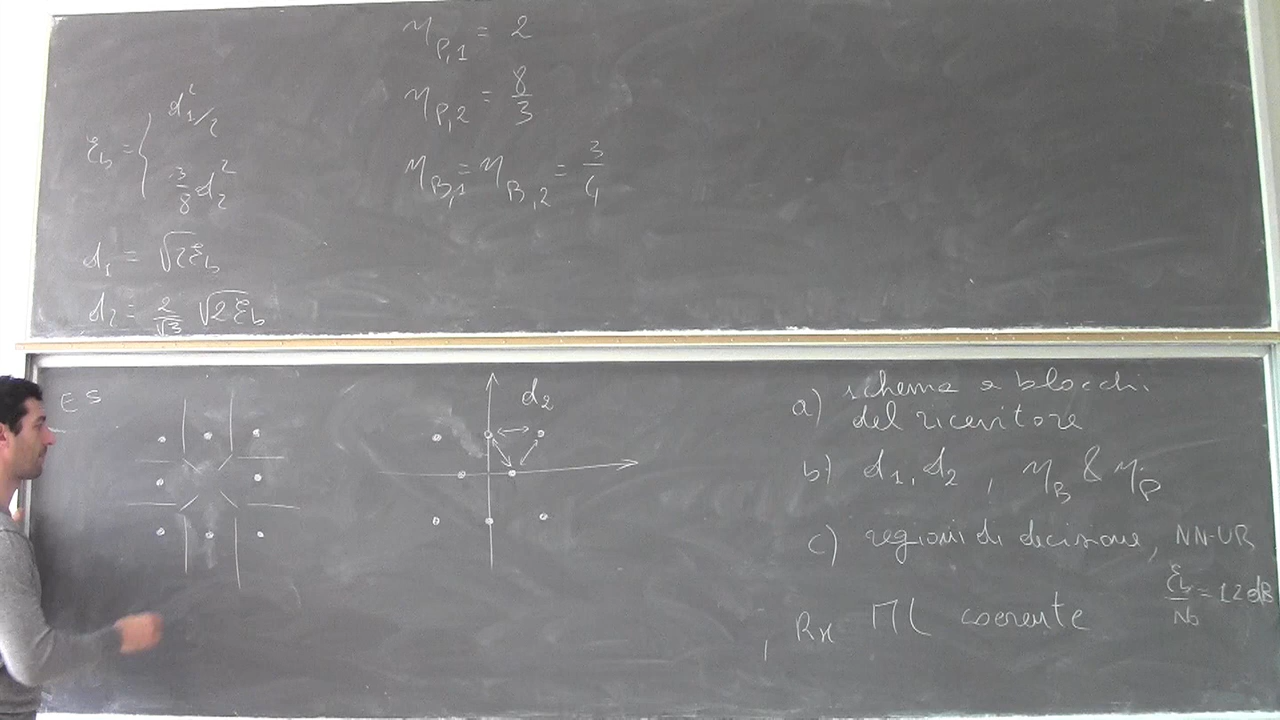 η_{P,1} = 2
η_{P,2} = 8/3
η_{B,1} = η_{B,2} = 3/4
ℰ_b = { d_1^2/2
3/8 d_2^2
d_1 = √2ℰ_b
d_2 = 2/√3 √2ℰ_b
ES
d_2
a) schema a blocchi
del ricevitore
b) d_1, d_2, η_B & η_P
c) regioni di decisione, NN-UB
ℰ_b/N_0 = 12 dB
, Rx ML coerente